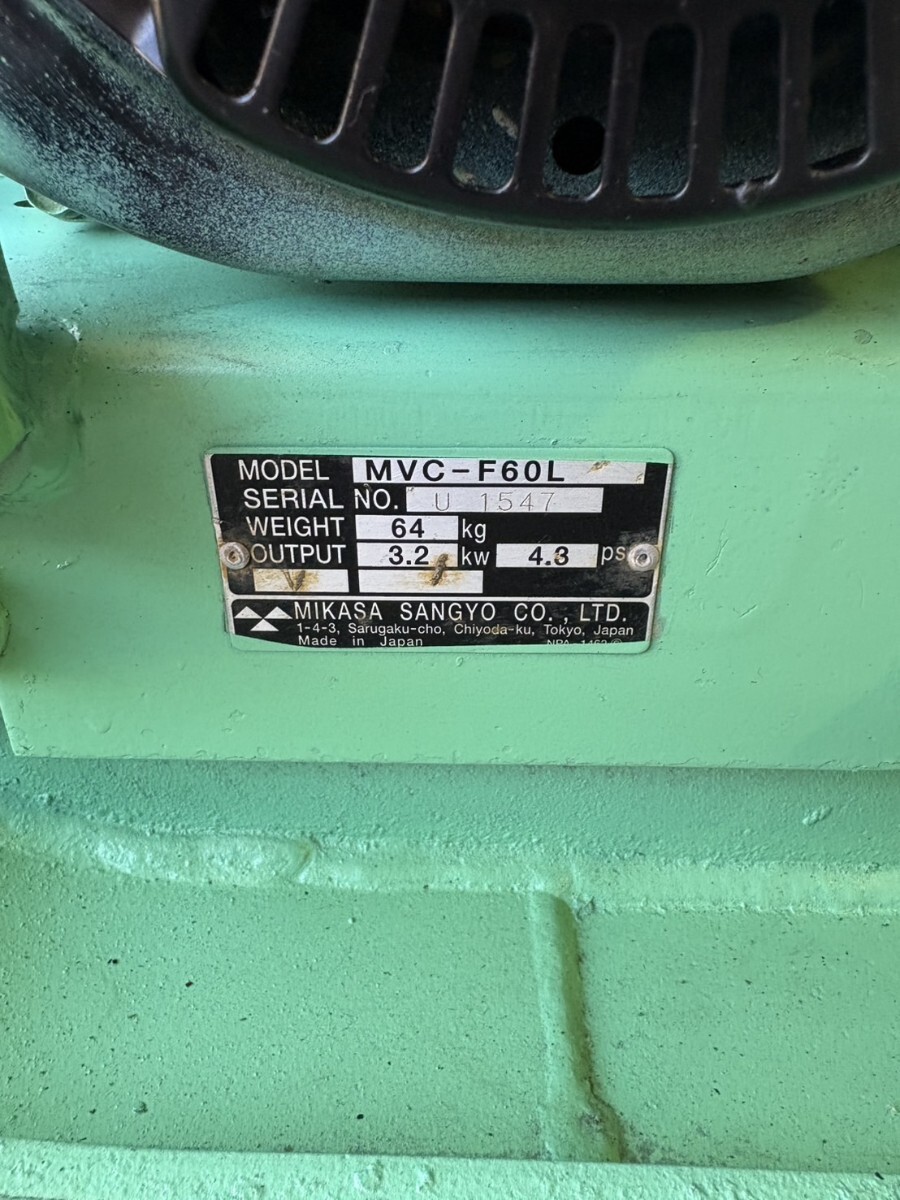 MODEL MVC-F60L
SERIAL NO. U 1547
WEIGHT 64 kg
OUTPUT 3.2 kw 4.3 ps
MIKASA SANGYO CO., LTD.
1-4-3, Sarugaku-cho, Chiyoda-ku, Tokyo, Japan
Made in Japan NPA-